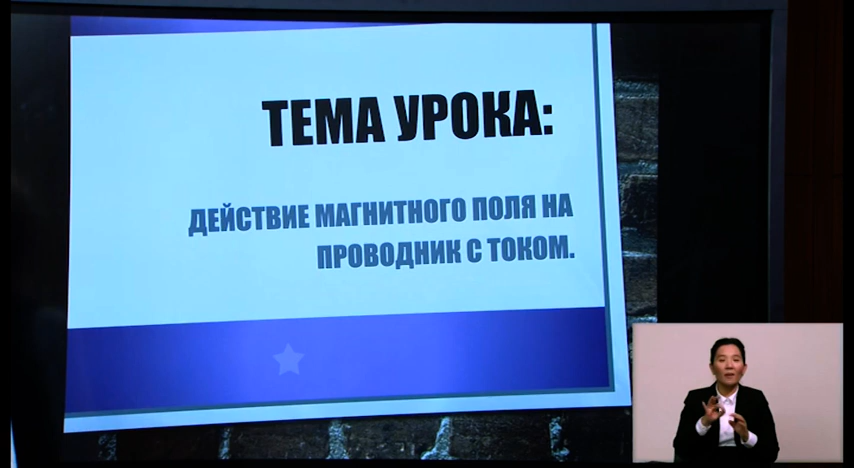 ТЕМА УРОКА:
ДЕЙСТВИЕ МАГНИТНОГО ПОЛЯ НА
ПРОВОДНИК С ТОКОМ.